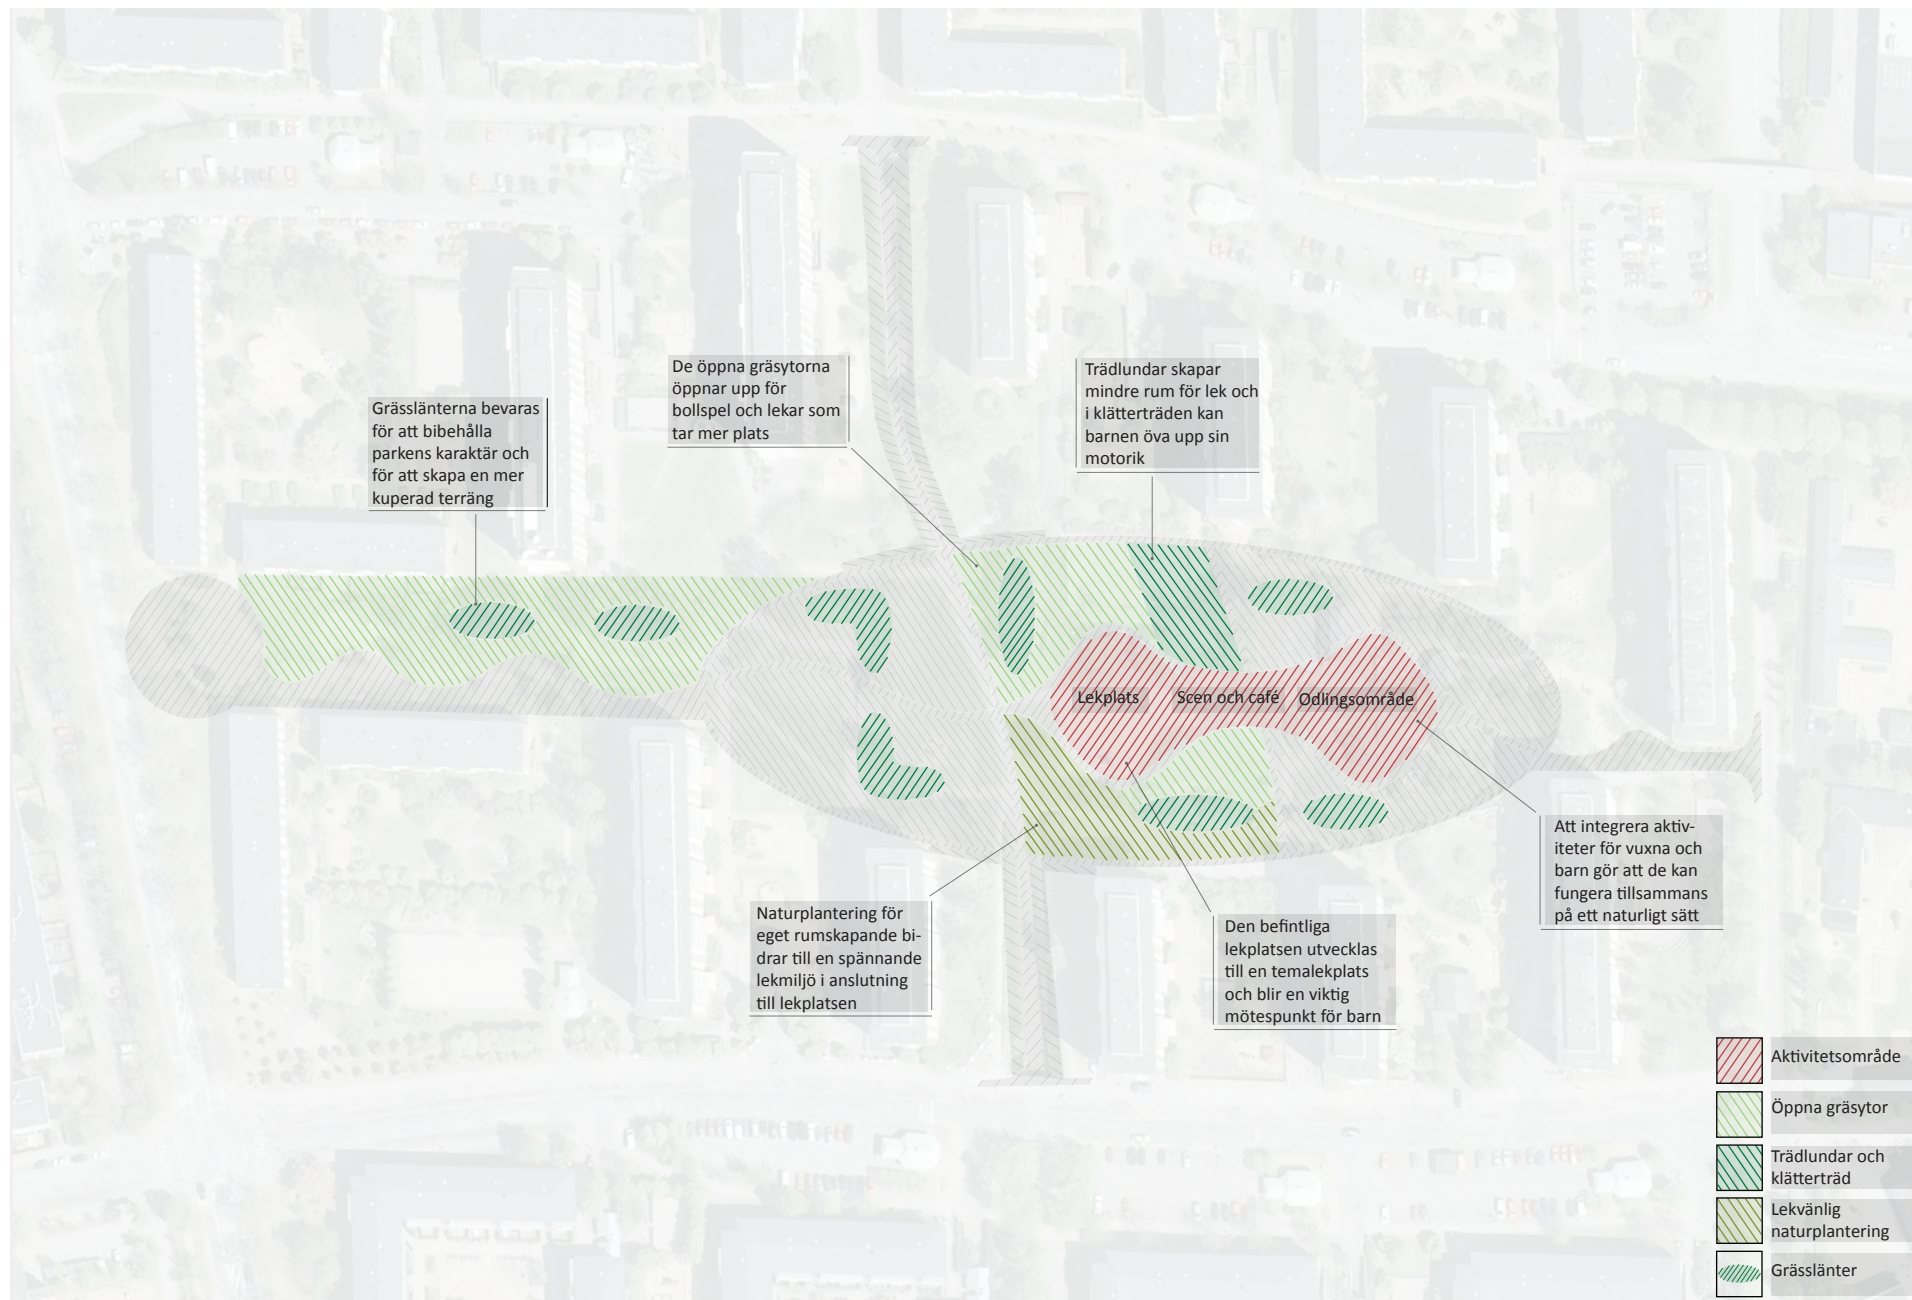 De öppna gräsytorna
öppnar upp för
bollspel och lekar som
tar mer plats
Trädlundar skapar
mindre rum för lek och
i klätterträden kan
barnen öva upp sin
motorik
Grässlänterna bevaras
för att bibehålla
parkens karaktär och
för att skapa en mer
kuperad terräng
Lekplats
Scen och café
Odlingsområde
Att integrera aktiv-
iteter för vuxna och
barn gör att de kan
fungera tillsammans
på ett naturligt sätt
Naturplantering för
eget rumskapande bi-
drar till en spännande
lekmiljö i anslutning
till lekplatsen
Den befintliga
lekplatsen utvecklas
till en temalekplats
och blir en viktig
mötespunkt för barn
Aktivitetsområde
Öppna gräsytor
Trädlundar och
klätterträd
Lekvänlig
naturplantering
Grässlänter